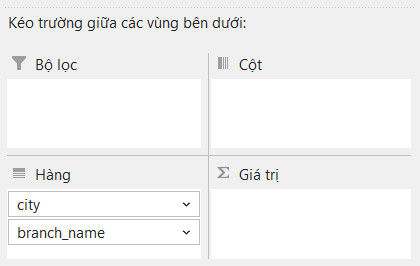 Kéo trường giữa các vùng bên dưới:
Bộ lọc
Cột
Hàng
Giá trị
city
branch_name